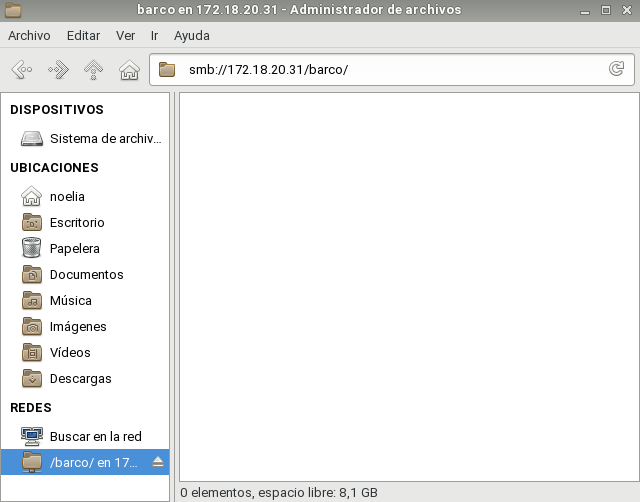 barco en 172.18.20.31 - Administrador de archivos
Archivo Editar Ver Ir Ayuda
smb://172.18.20.31/barco/
DISPOSITIVOS
Sistema de archiv...
UBICACIONES
noelia
Escritorio
Papelera
Documentos
Música
Imágenes
Vídeos
Descargas
REDES
Buscar en la red
/barco/ en 17...
0 elementos, espacio libre: 8,1 GB